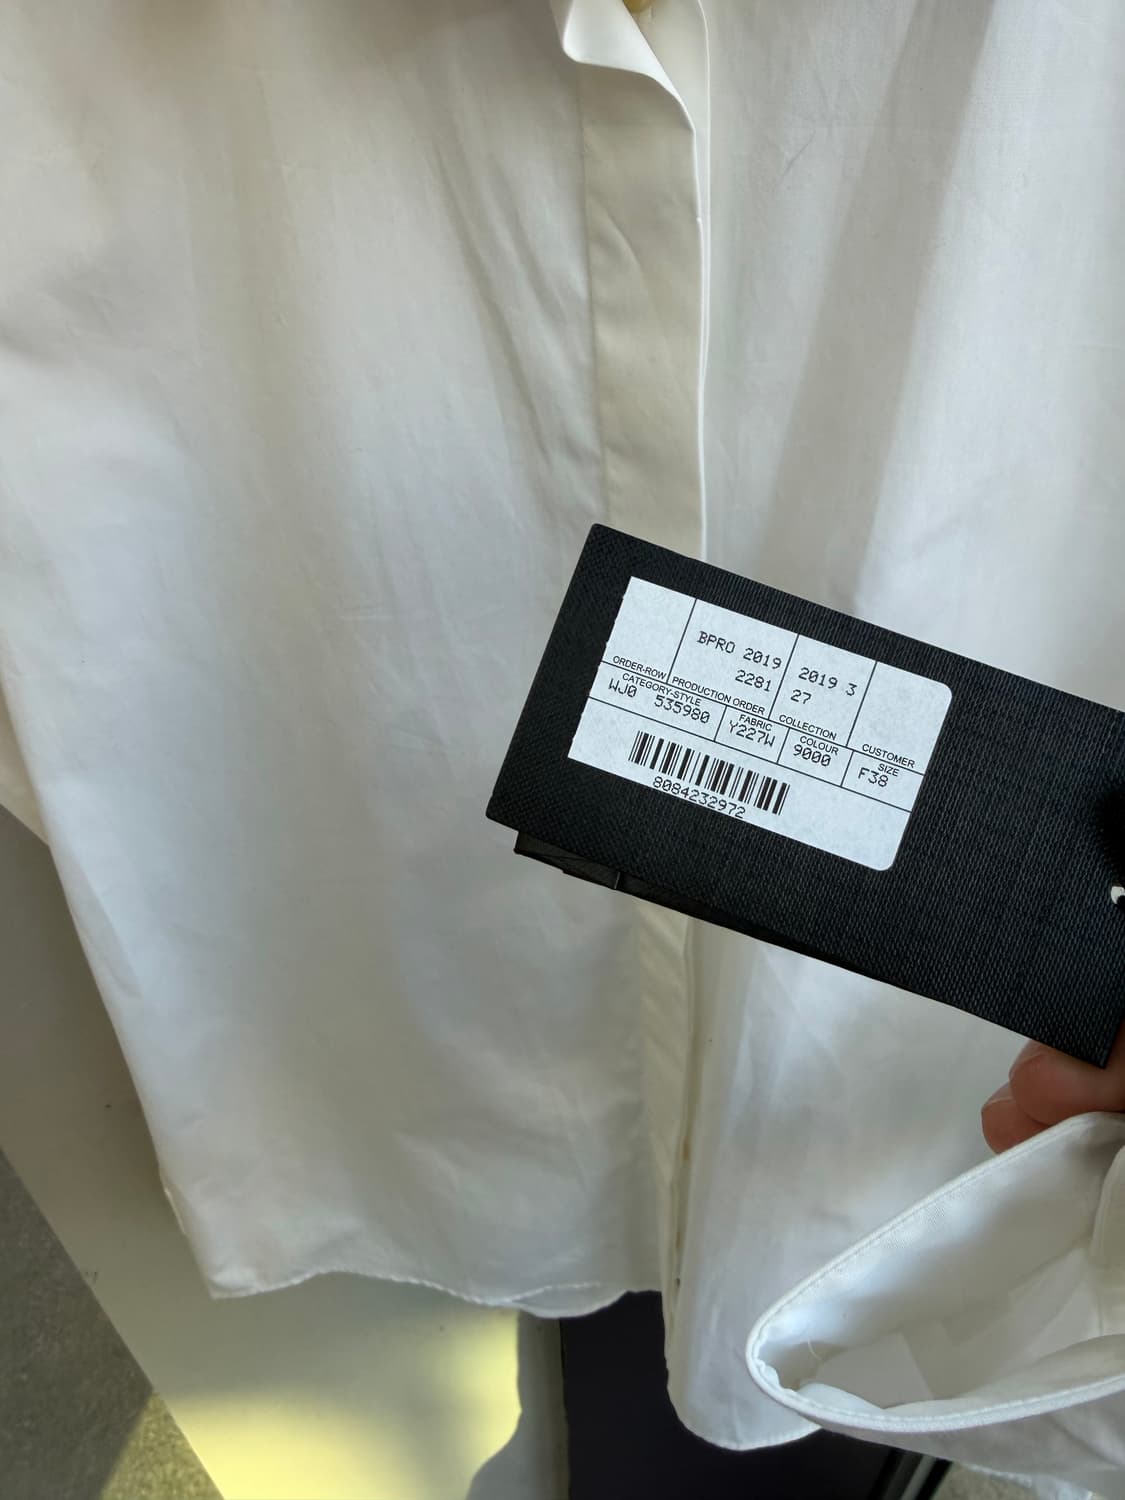 BPRO 2019
2281
2019 3
27
ORDER-ROW
PRODUCTION ORDER
COLLECTION
CUSTOMER
CATEGORY-STYLE
FABRIC
COLOUR
SIZE
WJ0 535980
Y227W
9000
F38
8084232972